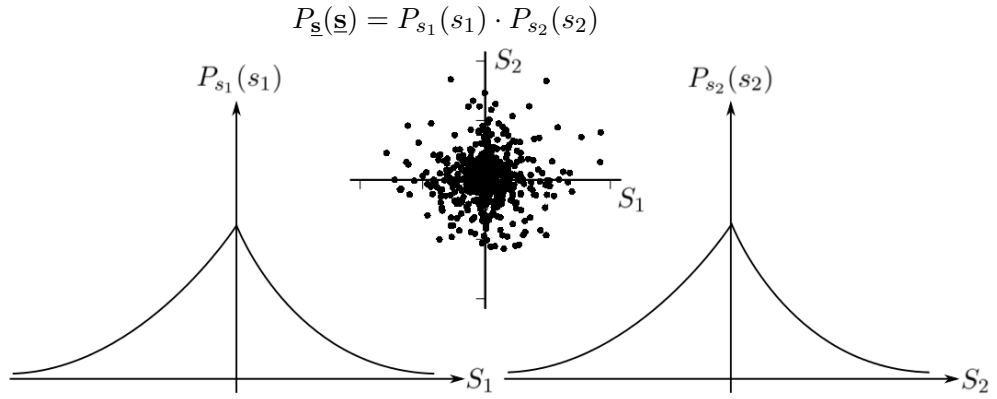 P_s(s) = P_{s_1}(s_1) · P_{s_2}(s_2)
S_2
P_{s_1}(s_1)
P_{s_2}(s_2)
S_1
S_1
S_2